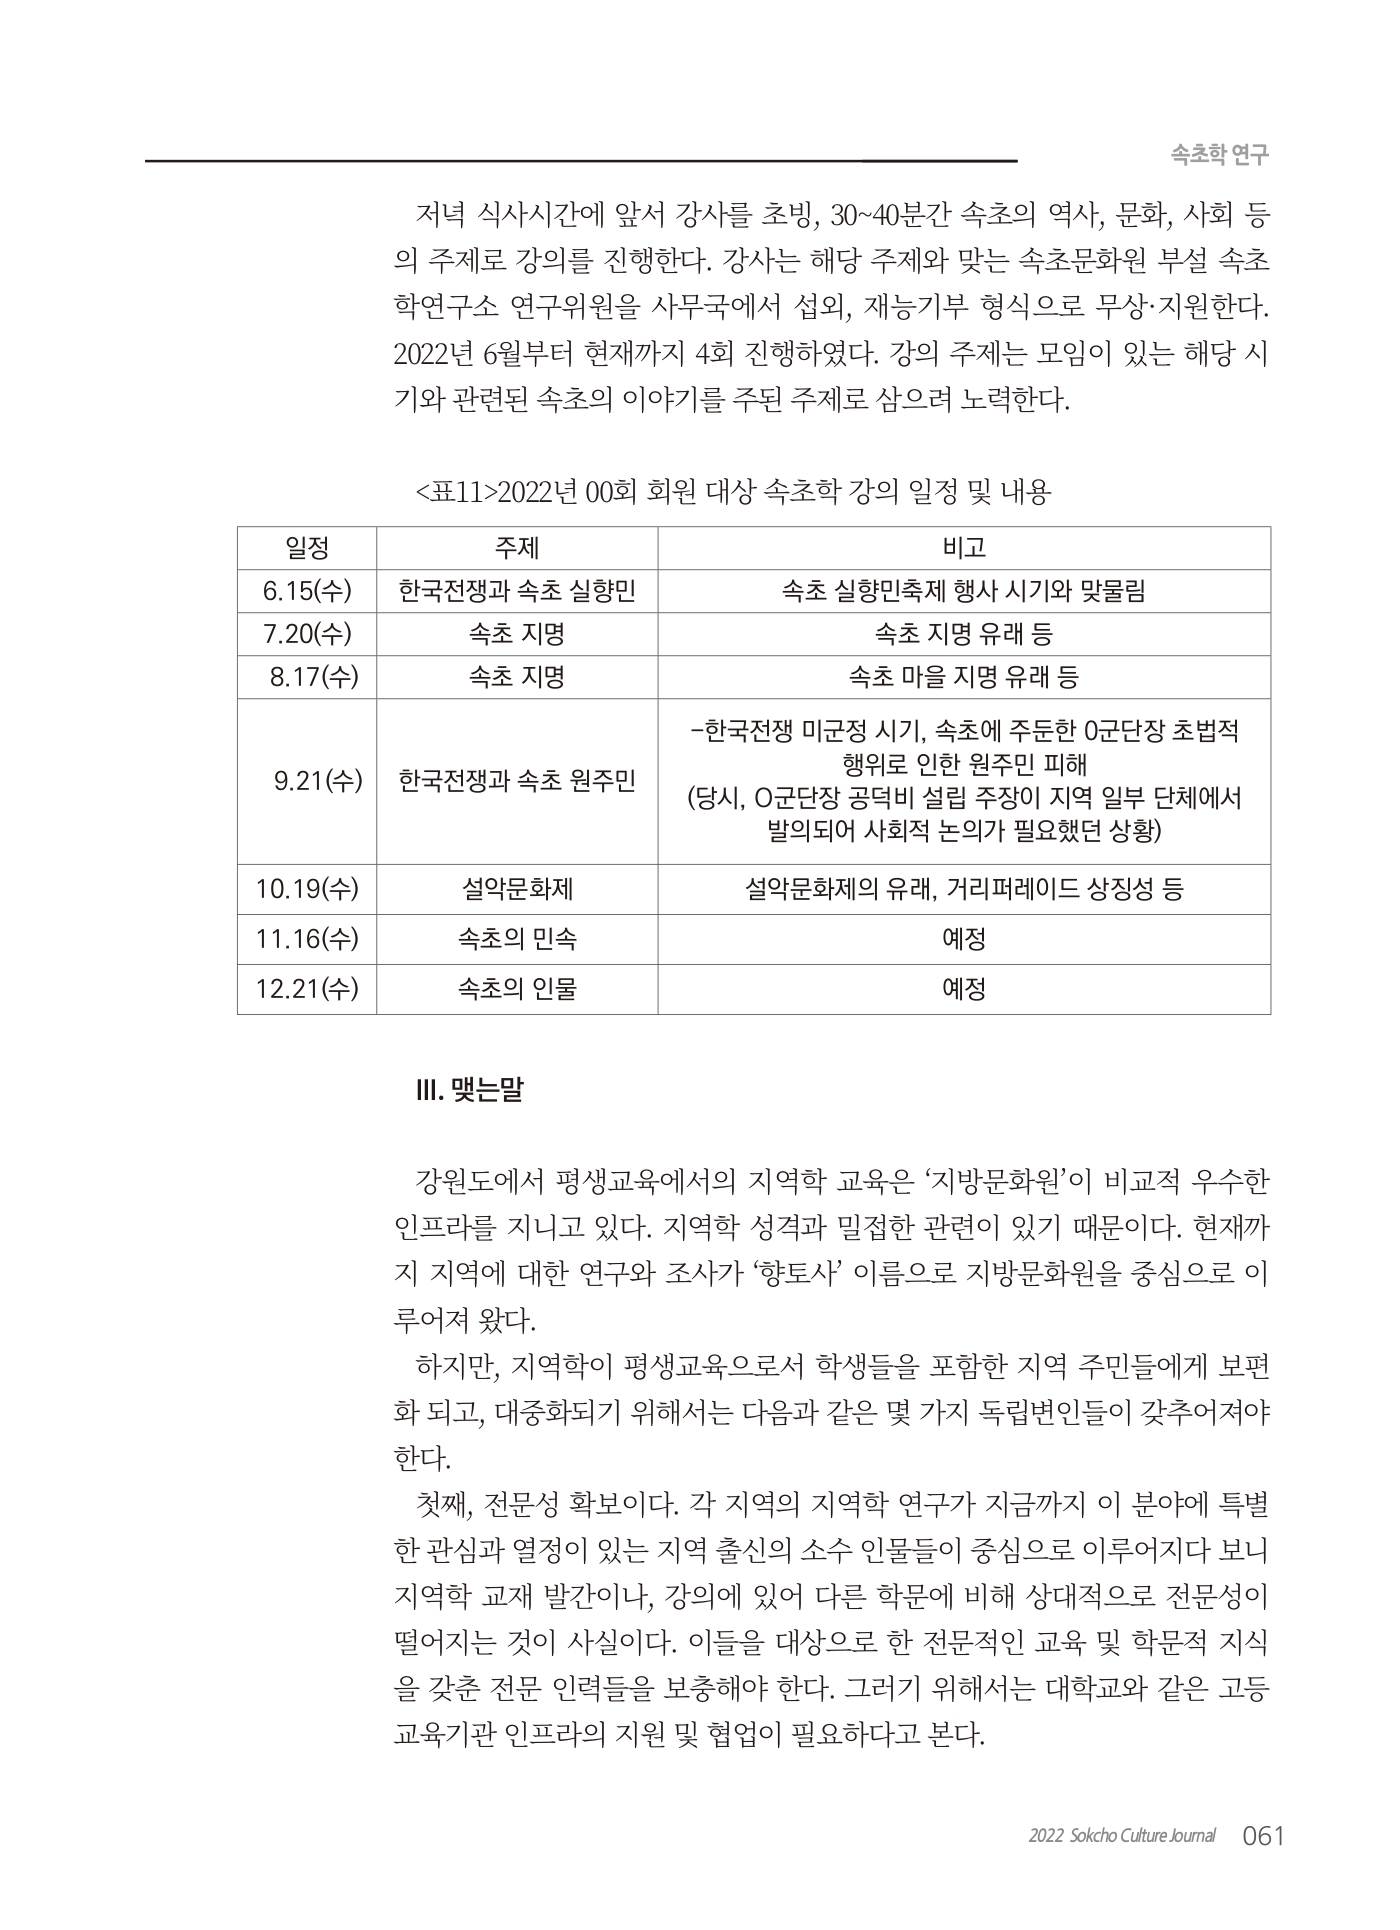 속초학 연구
저녁 식사시간에 앞서 강사를 초빙, 30~40분간 속초의 역사, 문화, 사회 등
의 주제로 강의를 진행한다. 강사는 해당 주제와 맞는 속초문화원 부설 속초
학연구소 연구위원을 사무국에서 섭외, 재능기부 형식으로 무상·지원한다.
2022년 6월부터 현재까지 4회 진행하였다. 강의 주제는 모임이 있는 해당 시
기와 관련된 속초의 이야기를 주된 주제로 삼으려 노력한다.
<표11>2022년 00회 회원 대상 속초학 강의 일정 및 내용
일정 주제 비고
6.15(수) 한국전쟁과 속초 실향민 속초 실향민축제 행사 시기와 맞물림
7.20(수) 속초 지명 속초 지명 유래 등
8.17(수) 속초 지명 속초 마을 지명 유래 등
9.21(수) 한국전쟁과 속초 원주민 -한국전쟁 미군정 시기, 속초에 주둔한 0군단장 초법적
행위로 인한 원주민 피해
(당시, O군단장 공덕비 설립 주장이 지역 일부 단체에서
발의되어 사회적 논의가 필요했던 상황)
10.19(수) 설악문화제 설악문화제의 유래, 거리퍼레이드 상징성 등
11.16(수) 속초의 민속 예정
12.21(수) 속초의 인물 예정
III. 맺는말
강원도에서 평생교육에서의 지역학 교육은 ‘지방문화원’이 비교적 우수한
인프라를 지니고 있다. 지역학 성격과 밀접한 관련이 있기 때문이다. 현재까
지 지역에 대한 연구와 조사가 ‘향토사’ 이름으로 지방문화원을 중심으로 이
루어져 왔다.
하지만, 지역학이 평생교육으로서 학생들을 포함한 지역 주민들에게 보편
화 되고, 대중화되기 위해서는 다음과 같은 몇 가지 독립변인들이 갖추어져야
한다.
첫째, 전문성 확보이다. 각 지역의 지역학 연구가 지금까지 이 분야에 특별
한 관심과 열정이 있는 지역 출신의 소수 인물들이 중심으로 이루어지다 보니
지역학 교재 발간이나, 강의에 있어 다른 학문에 비해 상대적으로 전문성이
떨어지는 것이 사실이다. 이들을 대상으로 한 전문적인 교육 및 학문적 지식
을 갖춘 전문 인력들을 보충해야 한다. 그러기 위해서는 대학교와 같은 고등
교육기관 인프라의 지원 및 협업이 필요하다고 본다.
2022 Sokcho Culture Journal 061